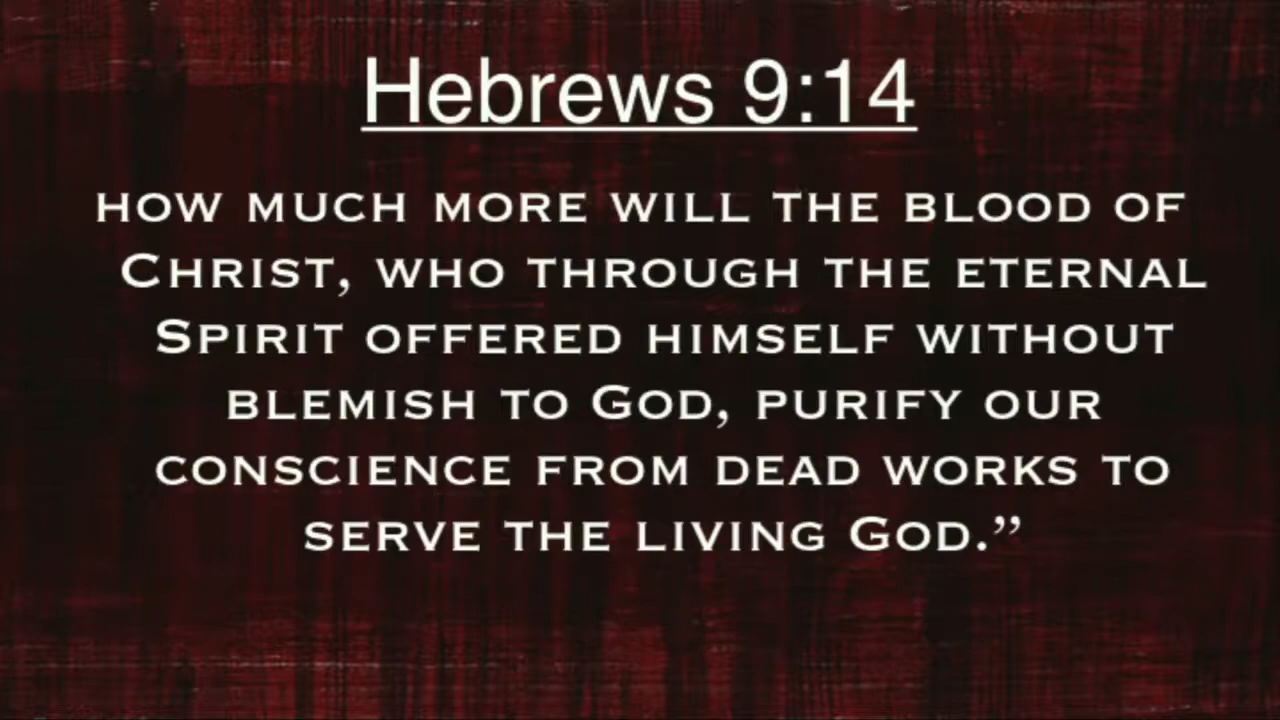 Hebrews 9:14
HOW MUCH MORE WILL THE BLOOD OF
CHRIST, WHO THROUGH THE ETERNAL
SPIRIT OFFERED HIMSELF WITHOUT
BLEMISH TO GOD, PURIFY OUR
CONSCIENCE FROM DEAD WORKS TO
SERVE THE LIVING GOD.”